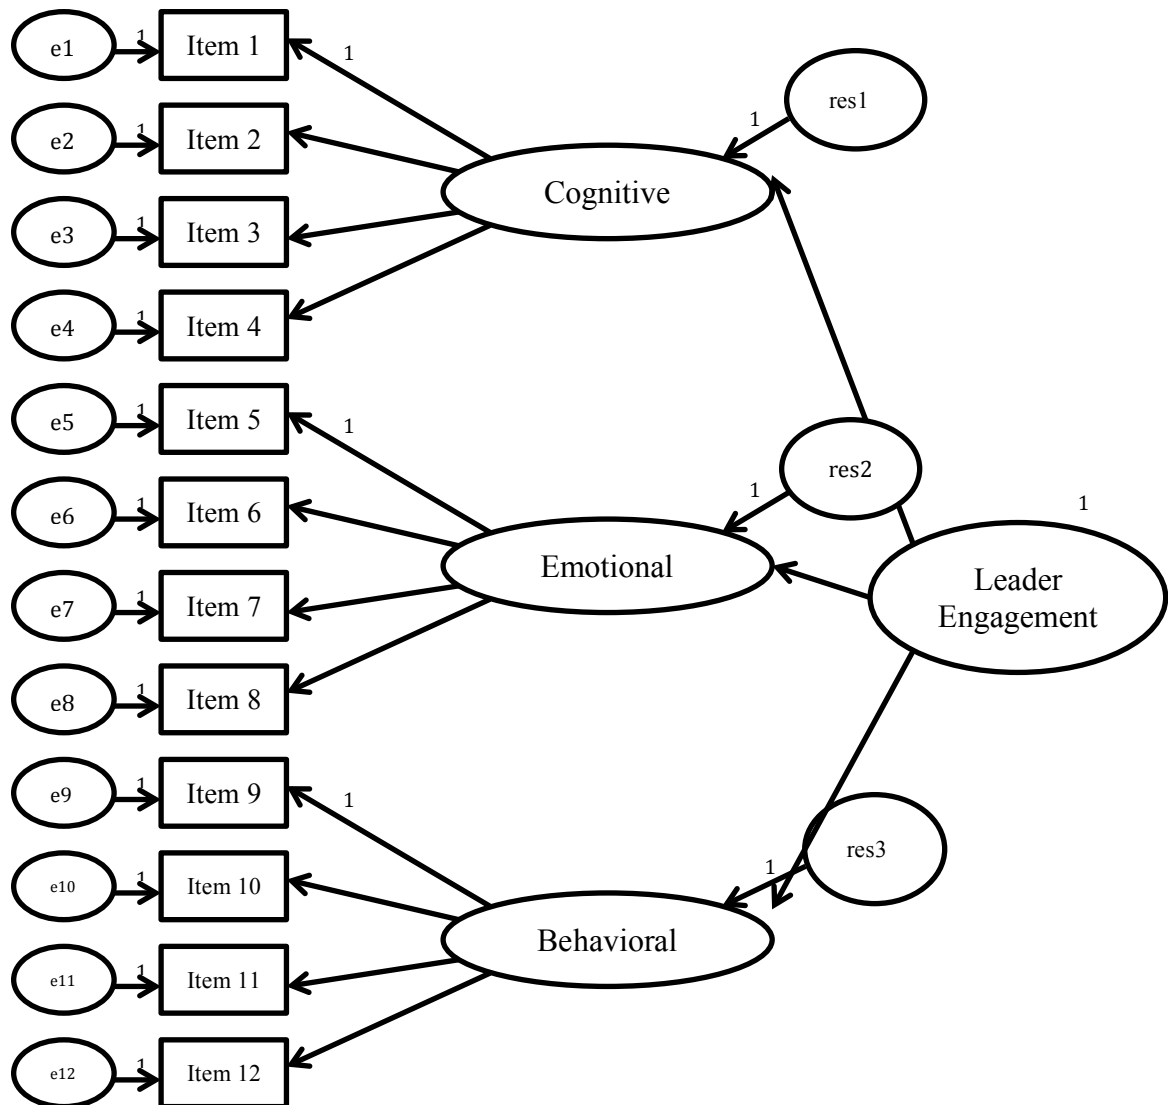 e1
1
Item 1
1
res1
e2
1
Item 2
1
Cognitive
e3
1
Item 3
e4
1
Item 4
e5
1
Item 5
1
res2
e6
1
Item 6
1
1
Emotional
Leader
Engagement
e7
1
Item 7
e8
1
Item 8
e9
1
Item 9
1
res3
e10
1
Item 10
1
Behavioral
e11
1
Item 11
e12
1
Item 12